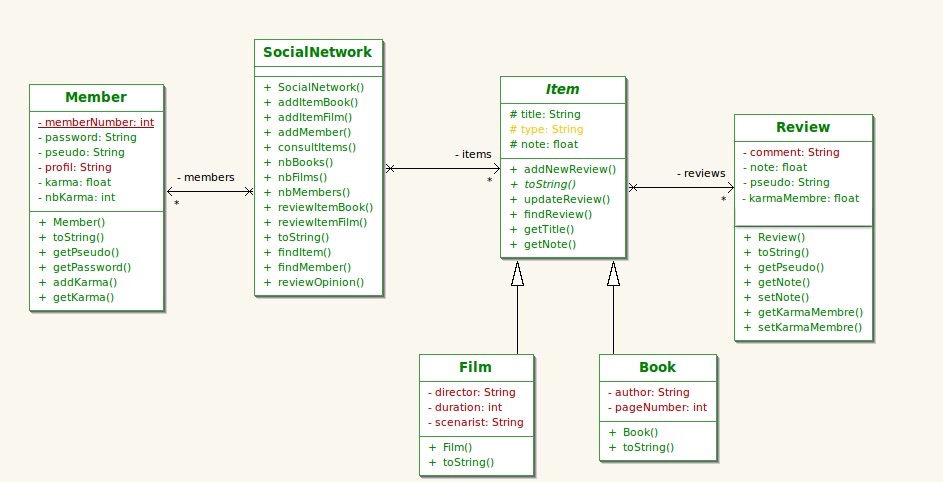 Member
- memberNumber: int
- password: String
- pseudo: String
- profil: String
- karma: float
- nbKarma: int
+ Member()
+ toString()
+ getPseudo()
+ getPassword()
+ addKarma()
+ getKarma()
- members
*
SocialNetwork
+ SocialNetwork()
+ addItemBook()
+ addItemFilm()
+ addMember()
+ consultItems()
+ nbBooks()
+ nbFilms()
+ nbMembers()
+ reviewItemBook()
+ reviewItemFilm()
+ toString()
+ findItem()
+ findMember()
+ reviewOpinion()
- items
*
Item
# title: String
# type: String
# note: float
+ addNewReview()
+ toString()
+ updateReview()
+ findReview()
+ getTitle()
+ getNote()
- reviews
*
Review
- comment: String
- note: float
- pseudo: String
- karmaMembre: float
+ Review()
+ toString()
+ getPseudo()
+ getNote()
+ setNote()
+ getKarmaMembre()
+ setKarmaMembre()
Film
- director: String
- duration: int
- scenarist: String
+ Film()
+ toString()
Book
- author: String
- pageNumber: int
+ Book()
+ toString()